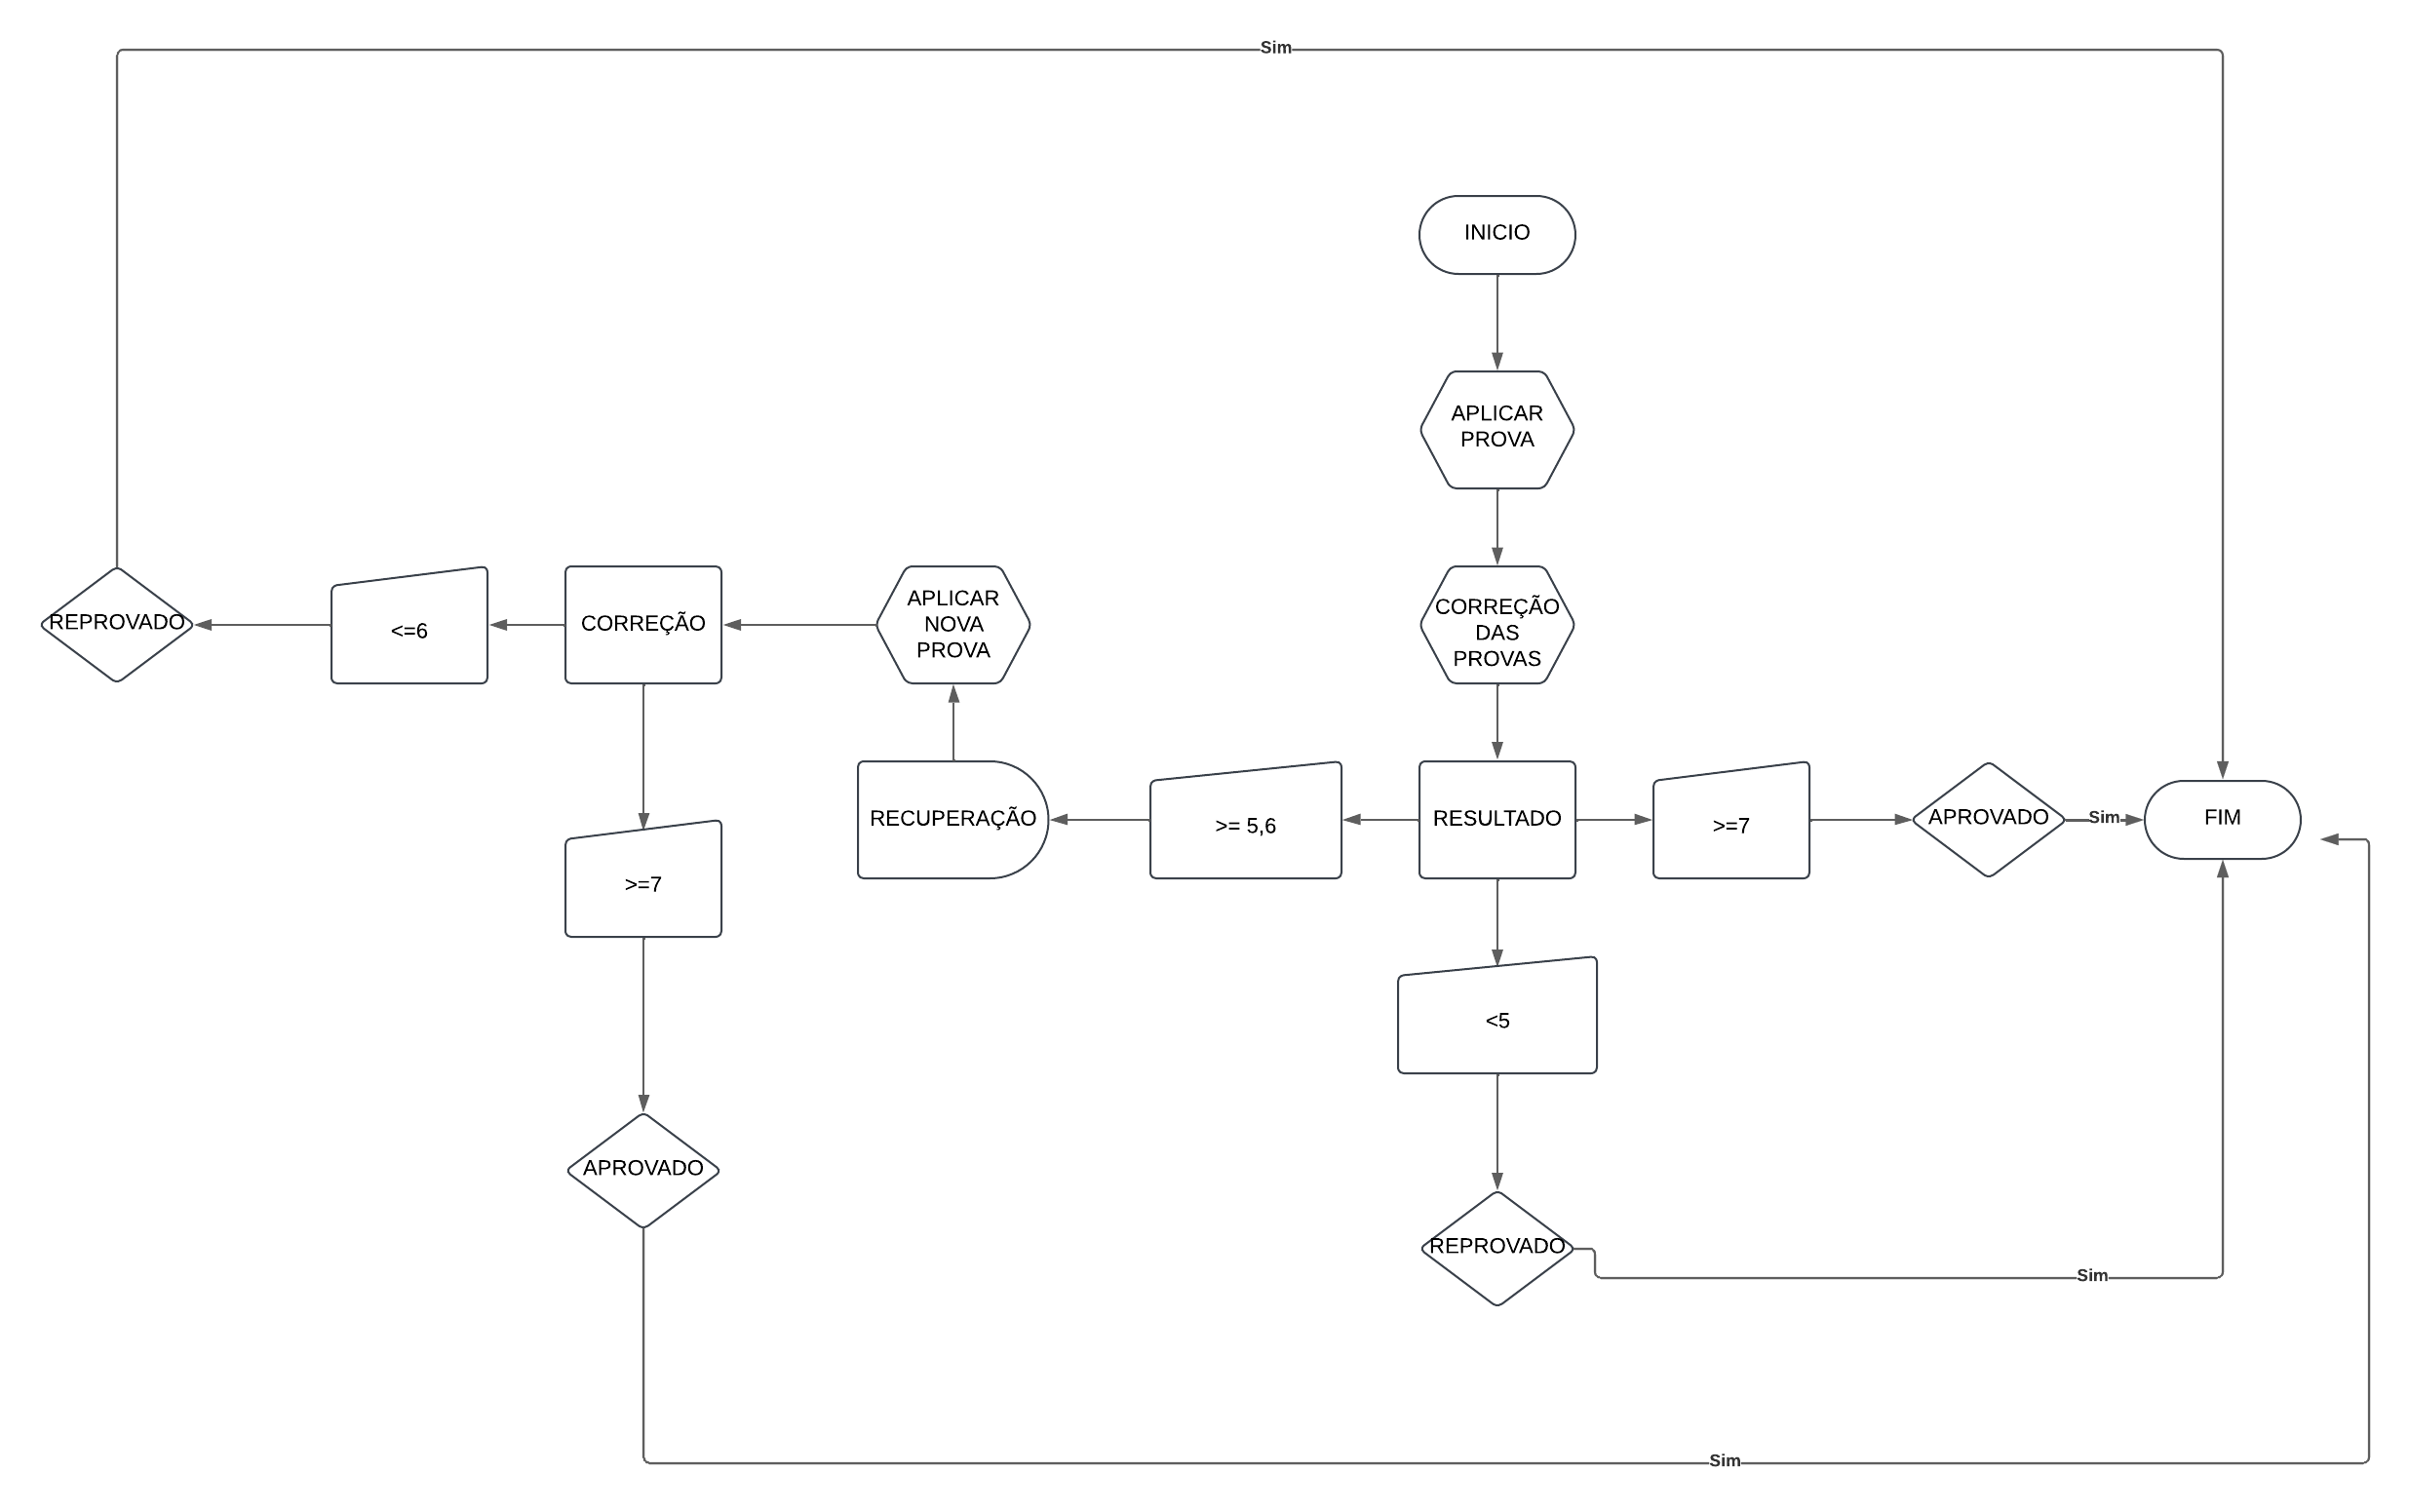 Sim
INICIO
APLICAR
PROVA
REPROVADO
<=6
CORREÇÃO
APLICAR
NOVA
PROVA
CORREÇÃO
DAS
PROVAS
>=7
RECUPERAÇÃO
>= 5,6
RESULTADO
>=7
APROVADO
Sim
FIM
<5
APROVADO
REPROVADO
Sim
Sim